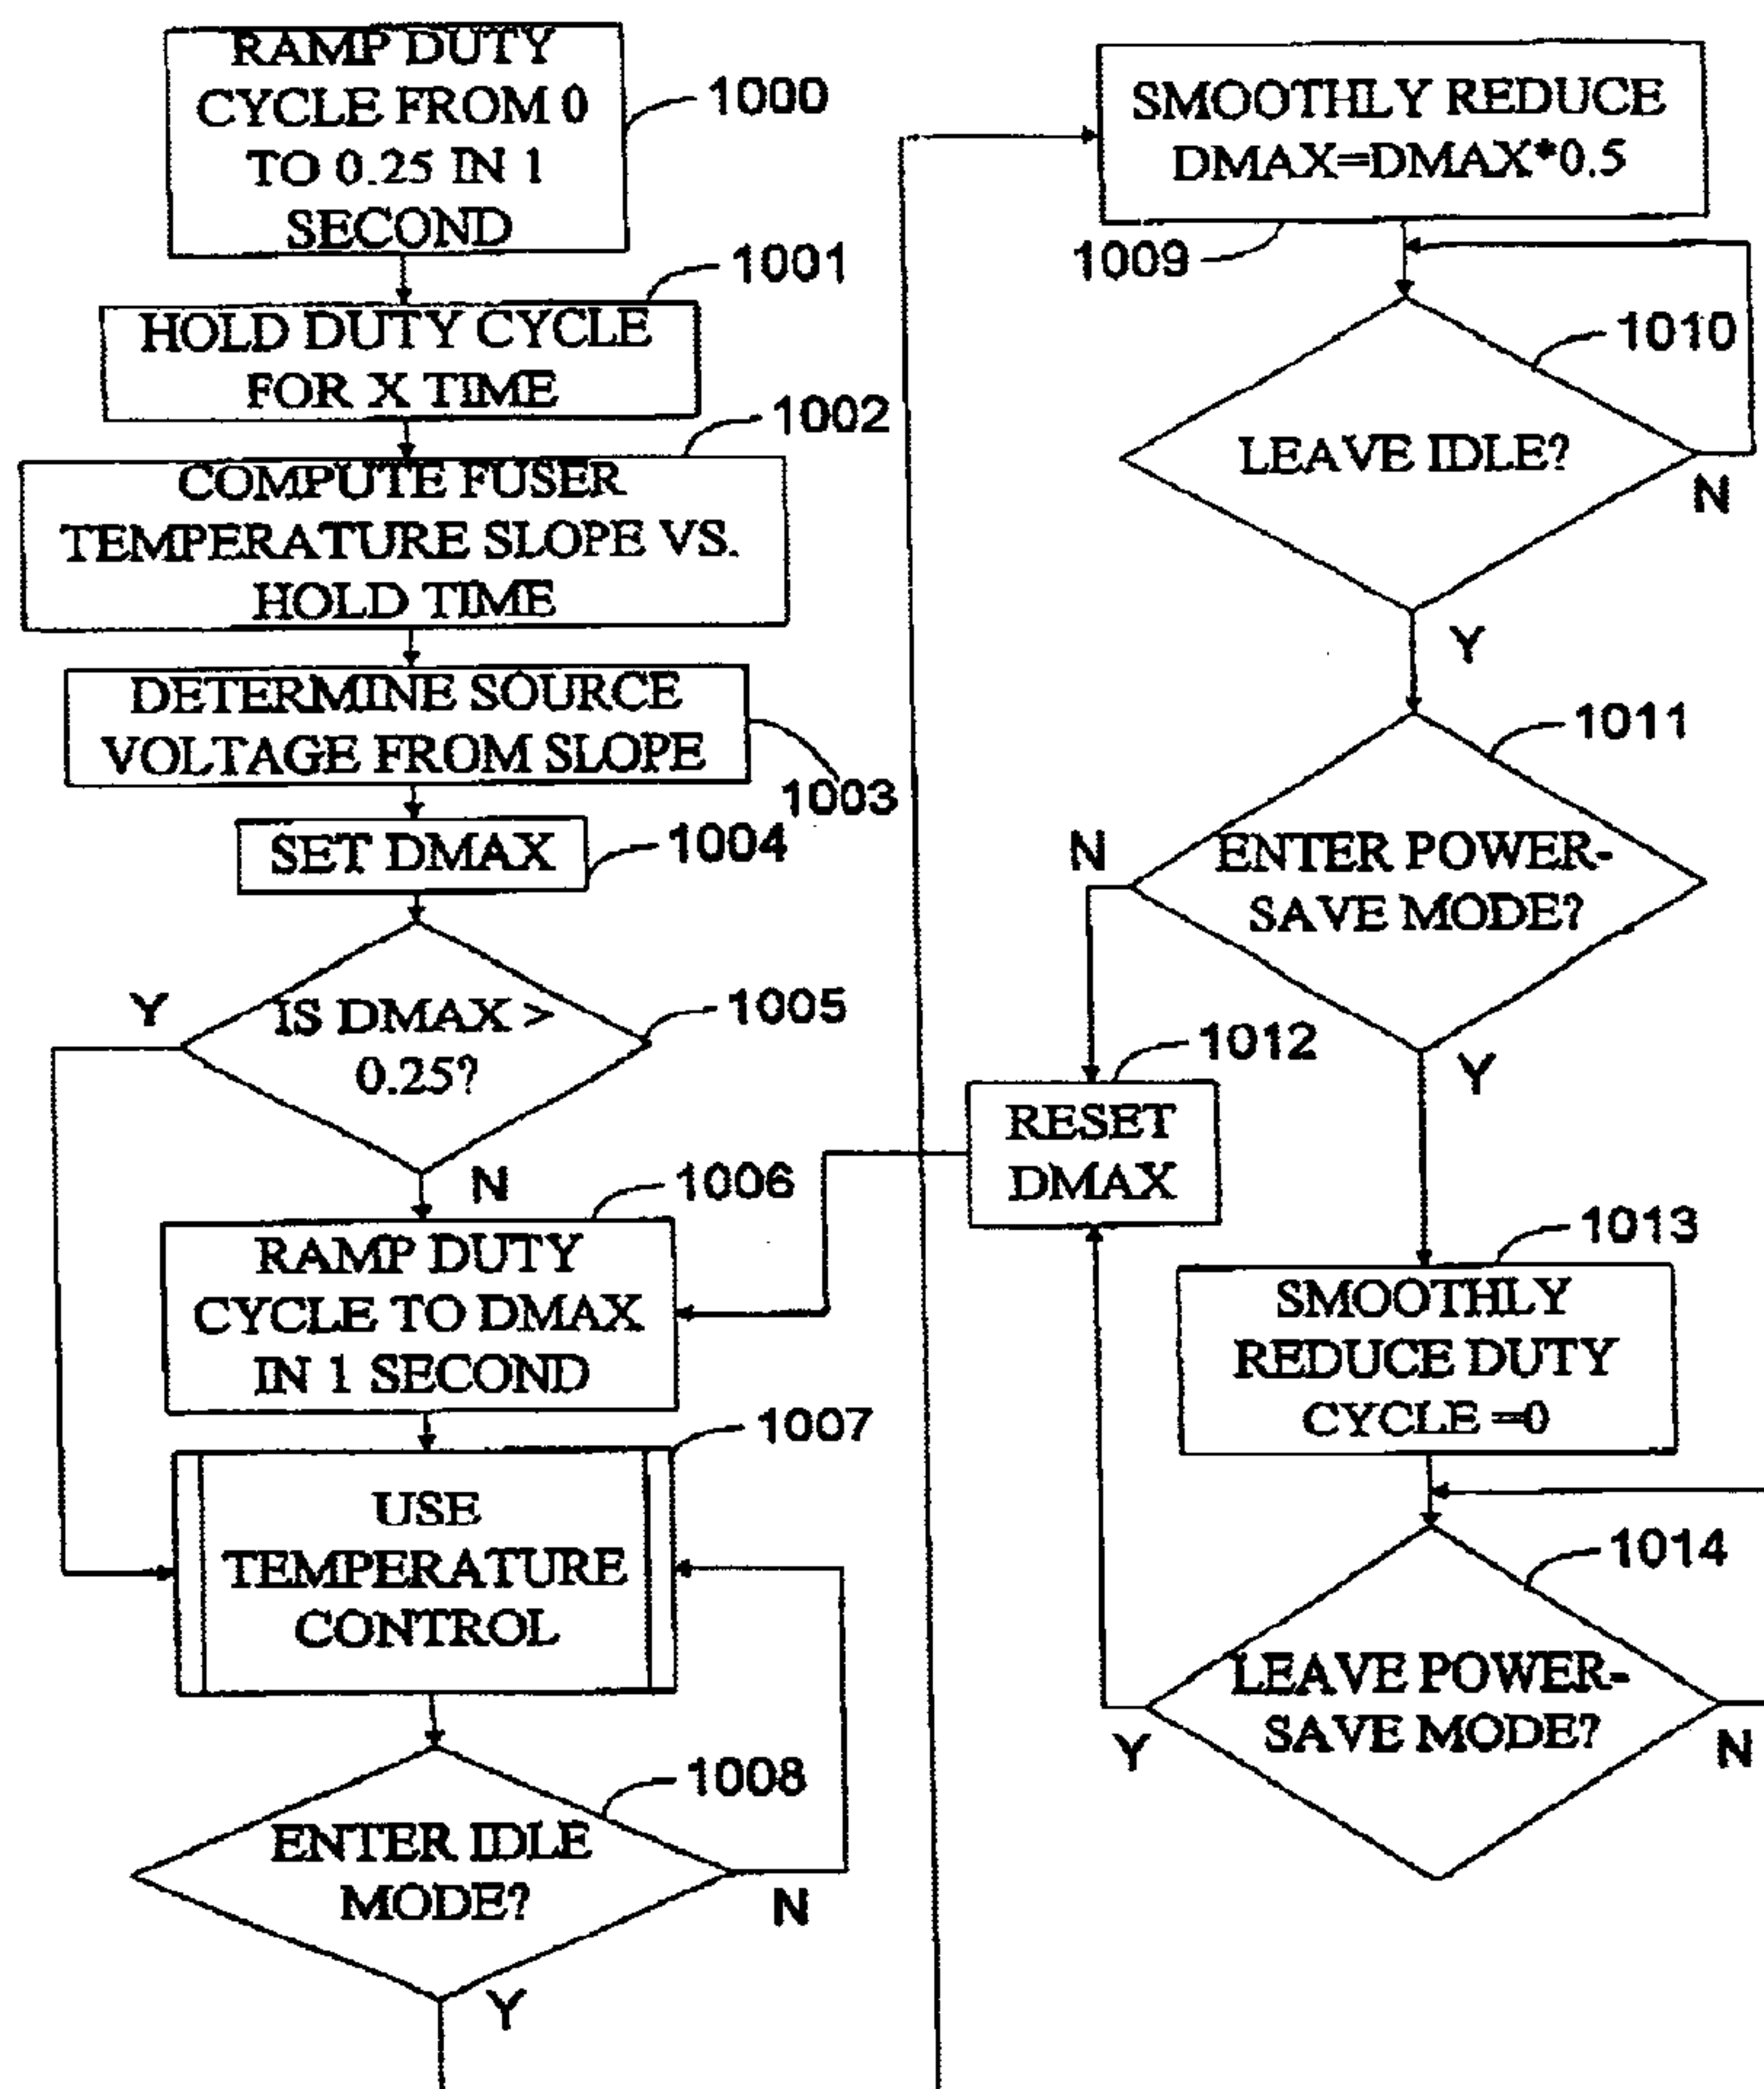 RAMP DUTY
CYCLE FROM 0
TO 0.25 IN 1
SECOND
1000
1001
HOLD DUTY CYCLE
FOR X TIME
1002
COMPUTE FUSER
TEMPERATURE SLOPE VS.
HOLD TIME
DETERMINE SOURCE
VOLTAGE FROM SLOPE
1003
SET DMAX
1004
IS DMAX >
0.25?
1005
Y
N
1006
RAMP DUTY
CYCLE TO DMAX
IN 1 SECOND
1007
USE
TEMPERATURE
CONTROL
1008
ENTER IDLE
MODE?
N
Y
SMOOTHLY REDUCE
DMAX=DMAX*0.5
1009
1010
LEAVE IDLE?
N
Y
1011
ENTER POWER-
SAVE MODE?
N
Y
1012
RESET
DMAX
1013
SMOOTHLY
REDUCE DUTY
CYCLE =0
1014
LEAVE POWER-
SAVE MODE?
Y
N